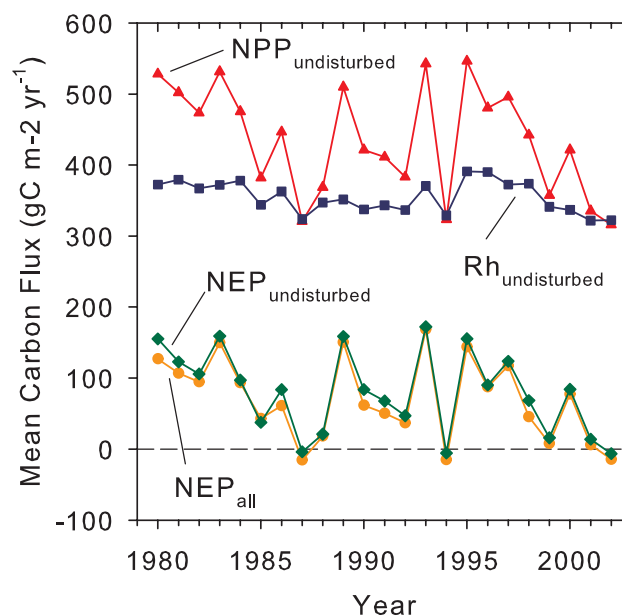 600
500
400
300
200
100
0
-100
Mean Carbon Flux (gC m-2 yr-1)
NPPundisturbed
Rhundisturbed
NEPundisturbed
NEPall
1980 1985 1990 1995 2000
Year